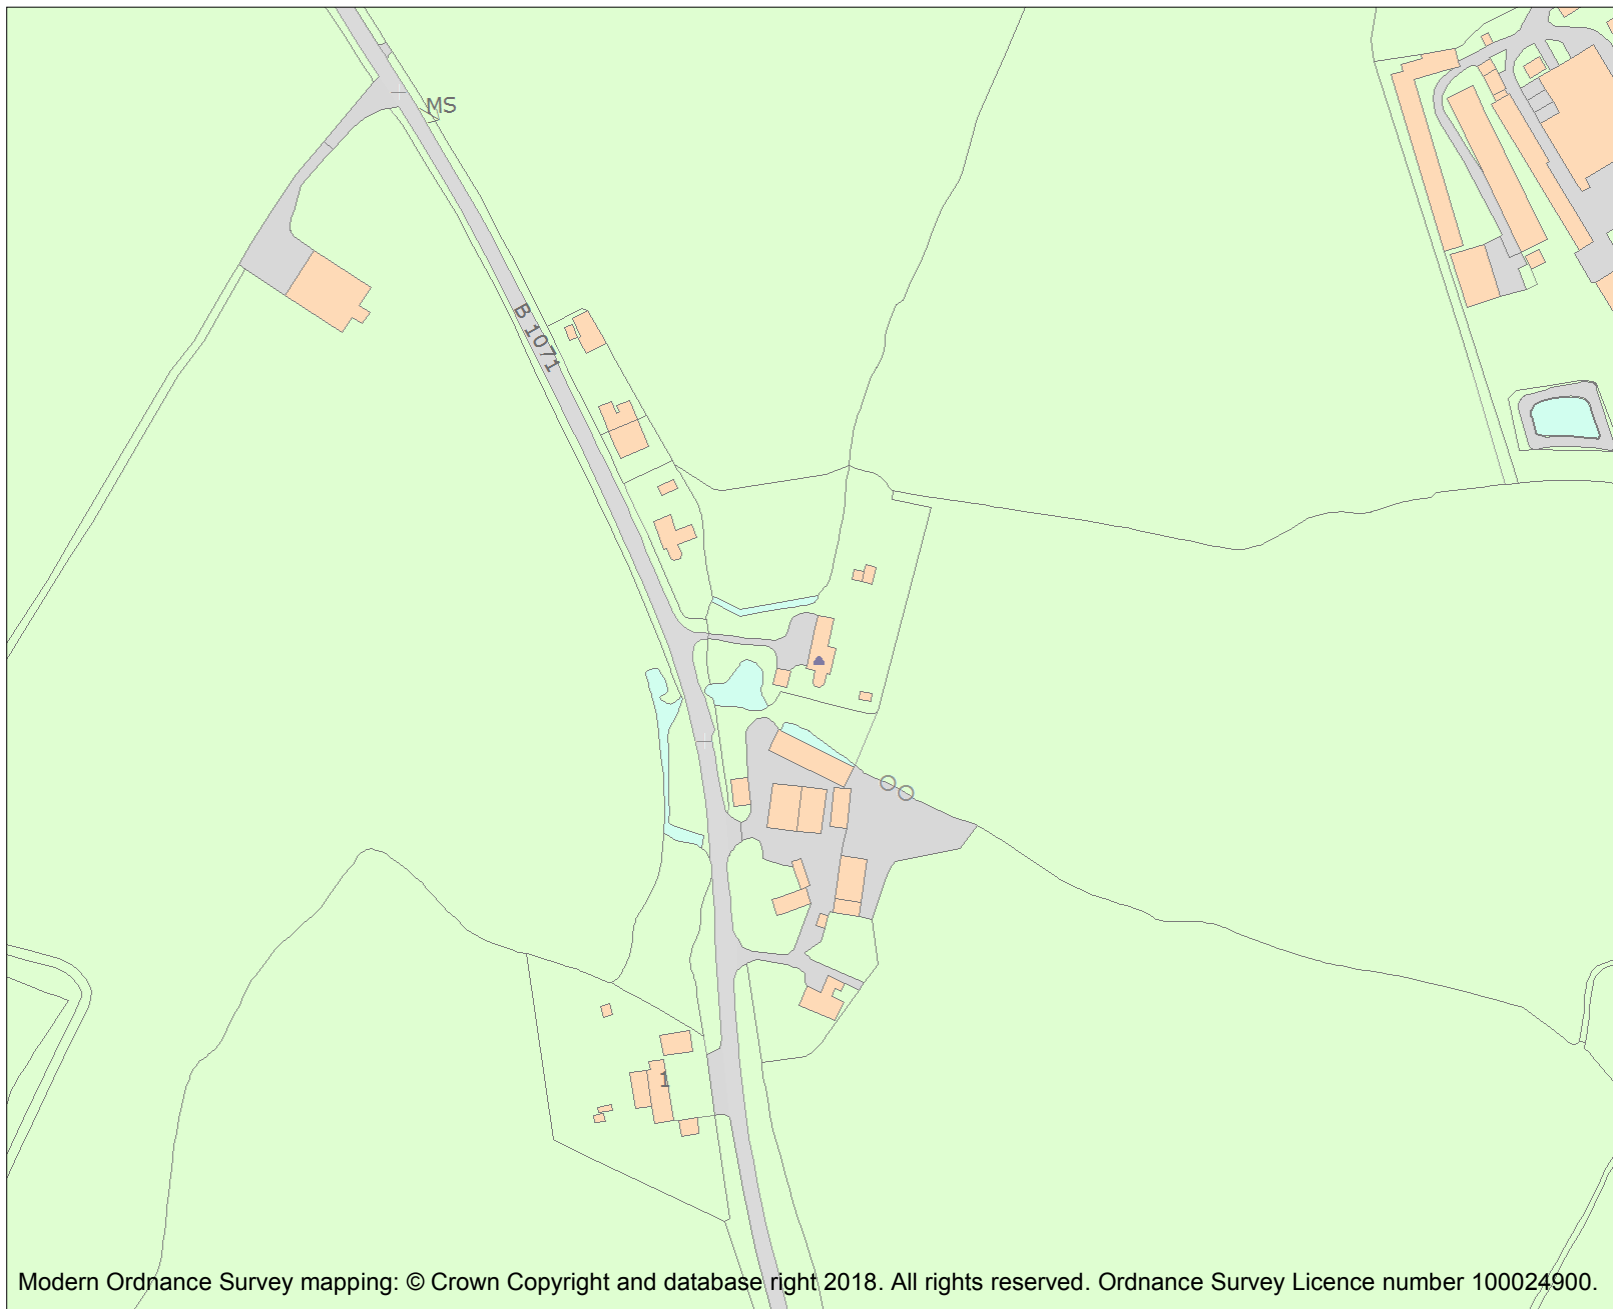 MS
B 1071
1
Modern Ordnance Survey mapping: © Crown Copyright and database right 2018. All rights reserved. Ordnance Survey Licence number 100024900.